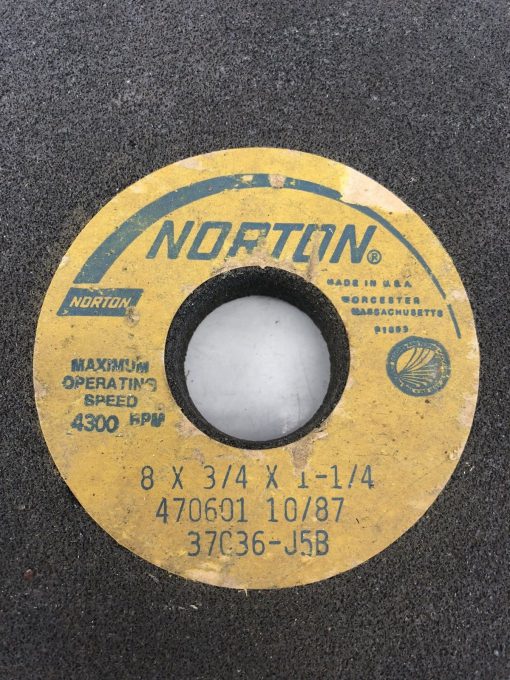 NORTON®
NORTON
MADE IN U.S.A.
WORCESTER
MASSACHUSETTS
MAXIMUM
OPERATING
SPEED
4300 RPM
8 X 3/4 X 1-1/4
470601 10/87
37C36-J5B